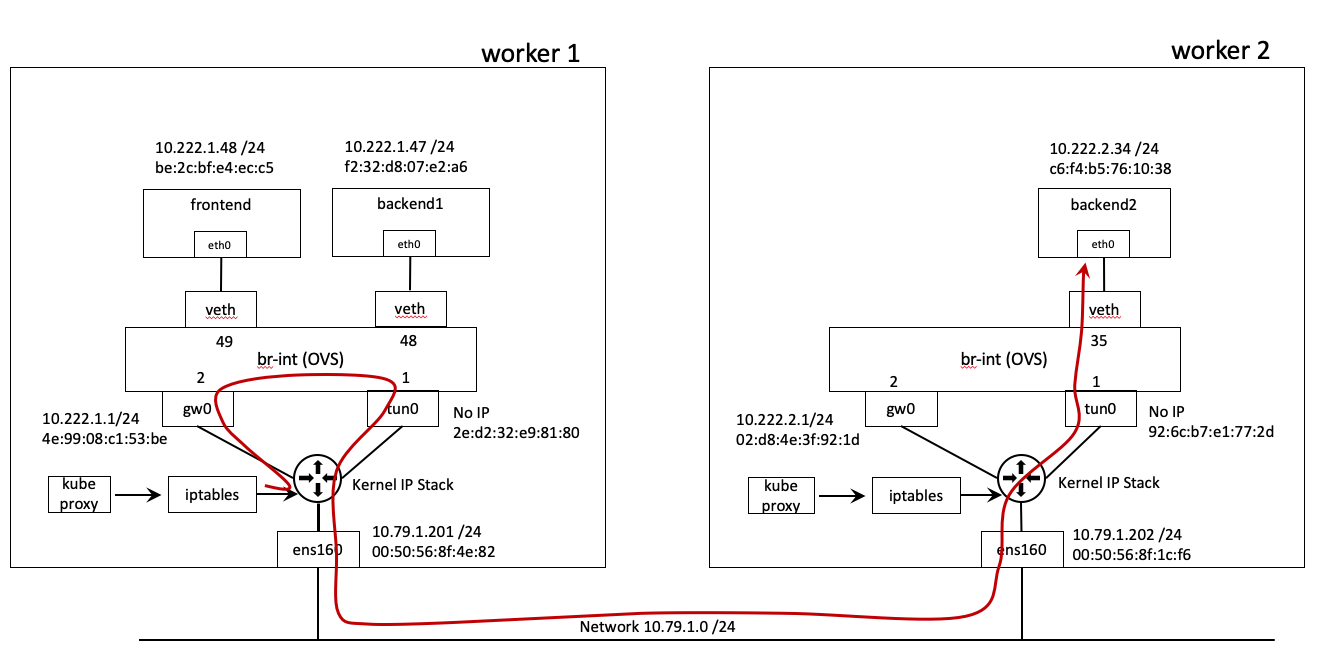 worker 1
worker 2
10.222.1.48 /24
be:2c:bf:e4:ec:c5
10.222.1.47 /24
f2:32:d8:07:e2:a6
10.222.2.34 /24
c6:f4:b5:76:10:38
frontend
backend1
backend2
eth0
eth0
eth0
veth
veth
veth
49
48
35
br-int (OVS)
br-int (OVS)
2
1
2
1
gw0
tun0
gw0
tun0
10.222.1.1/24
4e:99:08:c1:53:be
No IP
2e:d2:32:e9:81:80
10.222.2.1/24
02:d8:4e:3f:92:1d
No IP
92:6c:b7:e1:77:2d
kube
proxy
iptables
Kernel IP Stack
kube
proxy
iptables
Kernel IP Stack
ens160
10.79.1.201 /24
00:50:56:8f:4e:82
ens160
10.79.1.202 /24
00:50:56:8f:1c:f6
Network 10.79.1.0 /24